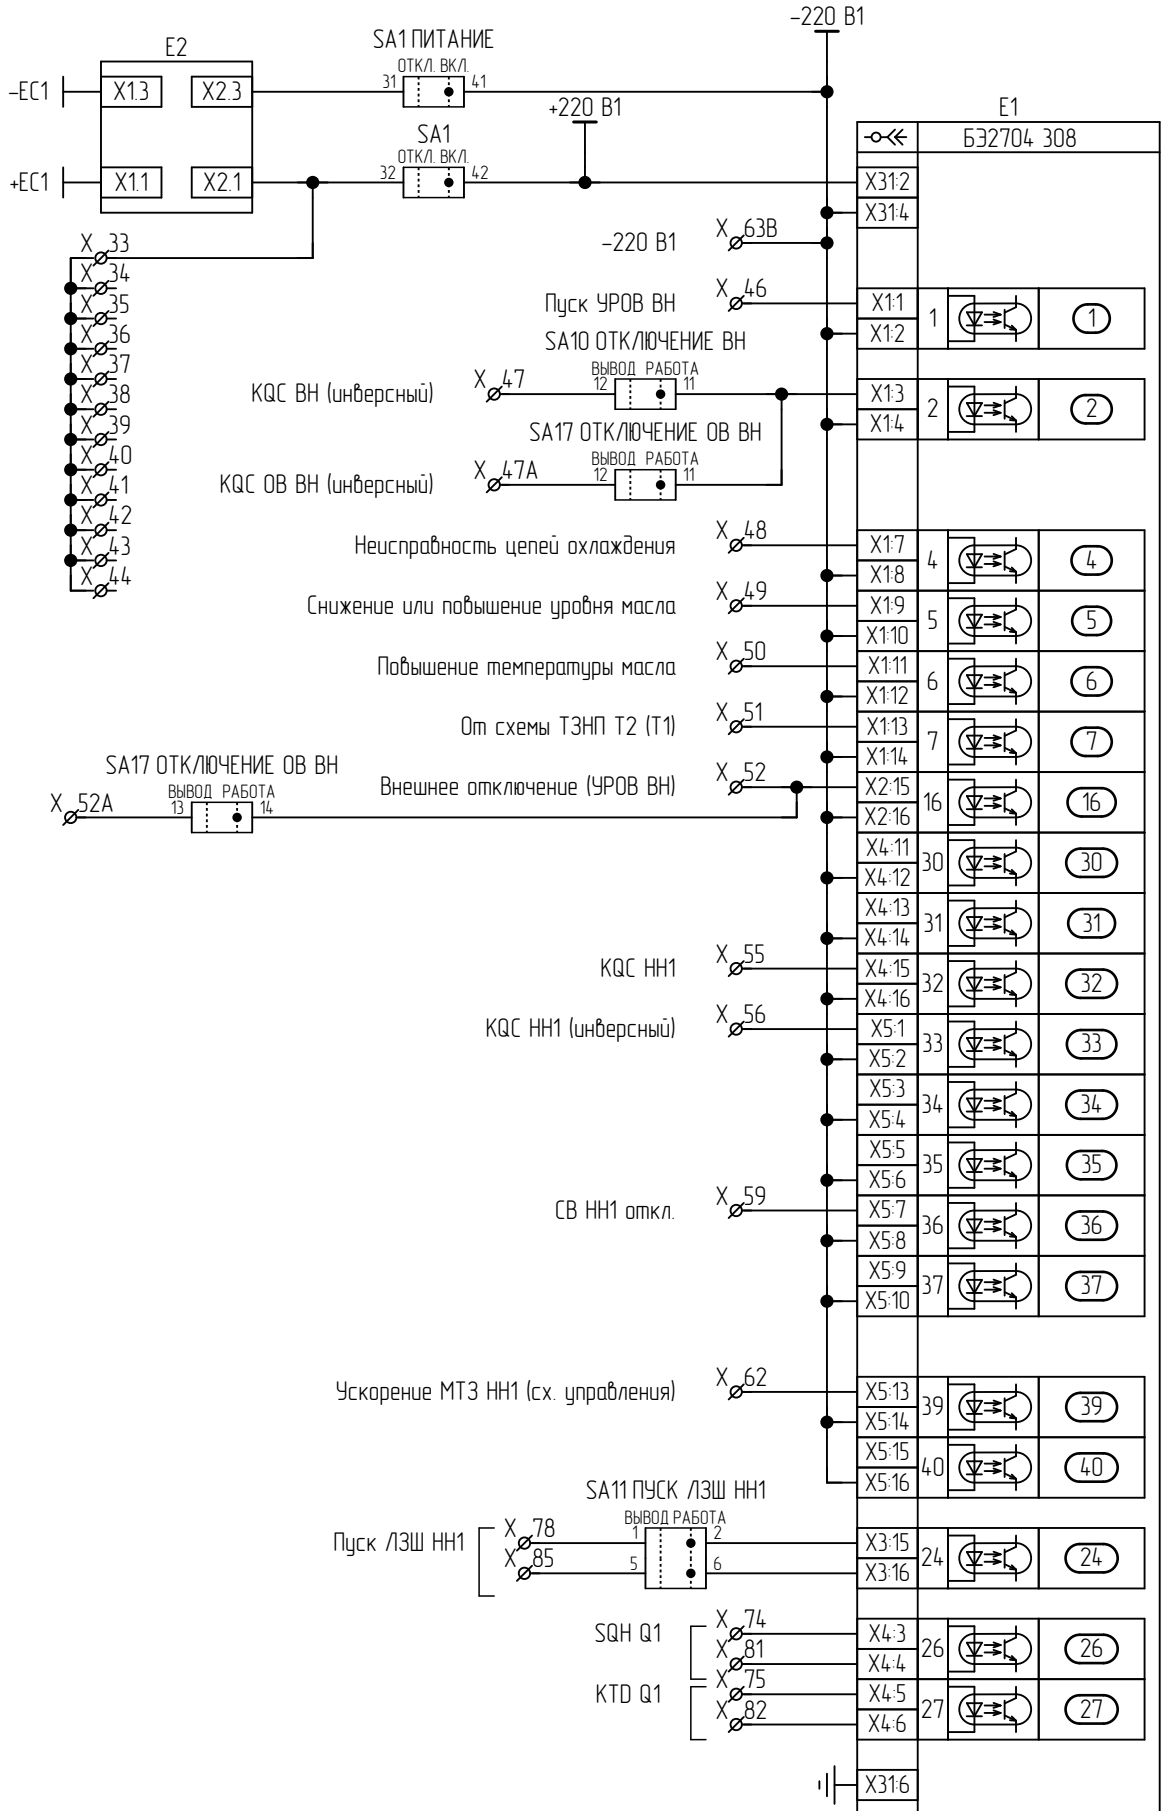 -220 В1
SA1 ПИТАНИЕ
E2
ОТКЛ. ВКЛ.
-ЕС1 X1.3 X2.3 31 41
+220 В1
E1
SA1
БЭ2704 308
ОТКЛ. ВКЛ.
+ЕС1 X1.1 X2.1 32 42 X31:2
X31:4
-220 В1 X 63В
X 33
X 34
X 35
X 36
X 37
X 38
X 39
X 40
X 41
X 42
X 43
X 44
Пуск УРОВ ВН X 46 X1:1 1 1
X1:2
SA10 ОТКЛЮЧЕНИЕ ВН
ВЫВОД РАБОТА
KQC ВН (инверсный) X 47 12 11 X1:3 2 2
X1:4
SA17 ОТКЛЮЧЕНИЕ ОВ ВН
ВЫВОД РАБОТА
KQC ОВ ВН (инверсный) X 47А 12 11
Неисправность цепей охлаждения X 48 X1:7 4 4
X1:8
Снижение или повышение уровня масла X 49 X1:9 5 5
X1:10
Повышение температуры масла X 50 X1:11 6 6
X1:12
От схемы ТЗНП Т2 (Т1) X 51 X1:13 7 7
X1:14
Внешнее отключение (УРОВ ВН) X 52 X2:15 16 16
X2:16
SA17 ОТКЛЮЧЕНИЕ ОВ ВН
ВЫВОД РАБОТА
X 52А 13 14
X4:11 30 30
X4:12
X4:13 31 31
X4:14
KQC НН1 X 55 X4:15 32 32
X4:16
KQC НН1 (инверсный) X 56 X5:1 33 33
X5:2
X5:3 34 34
X5:4
X5:5 35 35
X5:6
СВ НН1 откл. X 59 X5:7 36 36
X5:8
X5:9 37 37
X5:10
Ускорение МТЗ НН1 (сх. управления) X 62 X5:13 39 39
X5:14
X5:15 40 40
X5:16
SA11 ПУСК ЛЗШ НН1
ВЫВОД РАБОТА
Пуск ЛЗШ НН1 X 78 1 2 X3:15 24 24
X 85 5 6 X3:16
SQH Q1 X 74 X4:3 26 26
X 81 X4:4
KTD Q1 X 75 X4:5 27 27
X 82 X4:6
X31:6